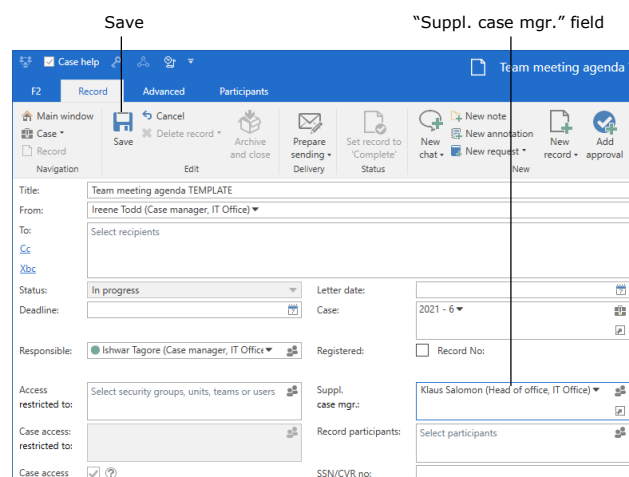 Save
“Suppl. case mgr.” field
Case help
Team meeting agenda
F2 Record Advanced Participants
Main window
Case
Record
Navigation
Save
Cancel
Delete record
Archive and close
Edit
Prepare sending
Delivery
Set record to 'Complete'
Status
New chat
New note
New annotation
New request
New record
Add approval
New
Title: Team meeting agenda TEMPLATE
From: Ireene Todd (Case manager, IT Office)
To: Select recipients
Cc
Xbc
Status: In progress Letter date:
Deadline: Case: 2021 - 6
Responsible: Ishwar Tagore (Case manager, IT Office Registered: Record No:
Access restricted to: Select security groups, units, teams or users Suppl. case mgr.: Klaus Salomon (Head of office, IT Office)
Case access: restricted to: Record participants: Select participants
Case access SSN/CVR no: